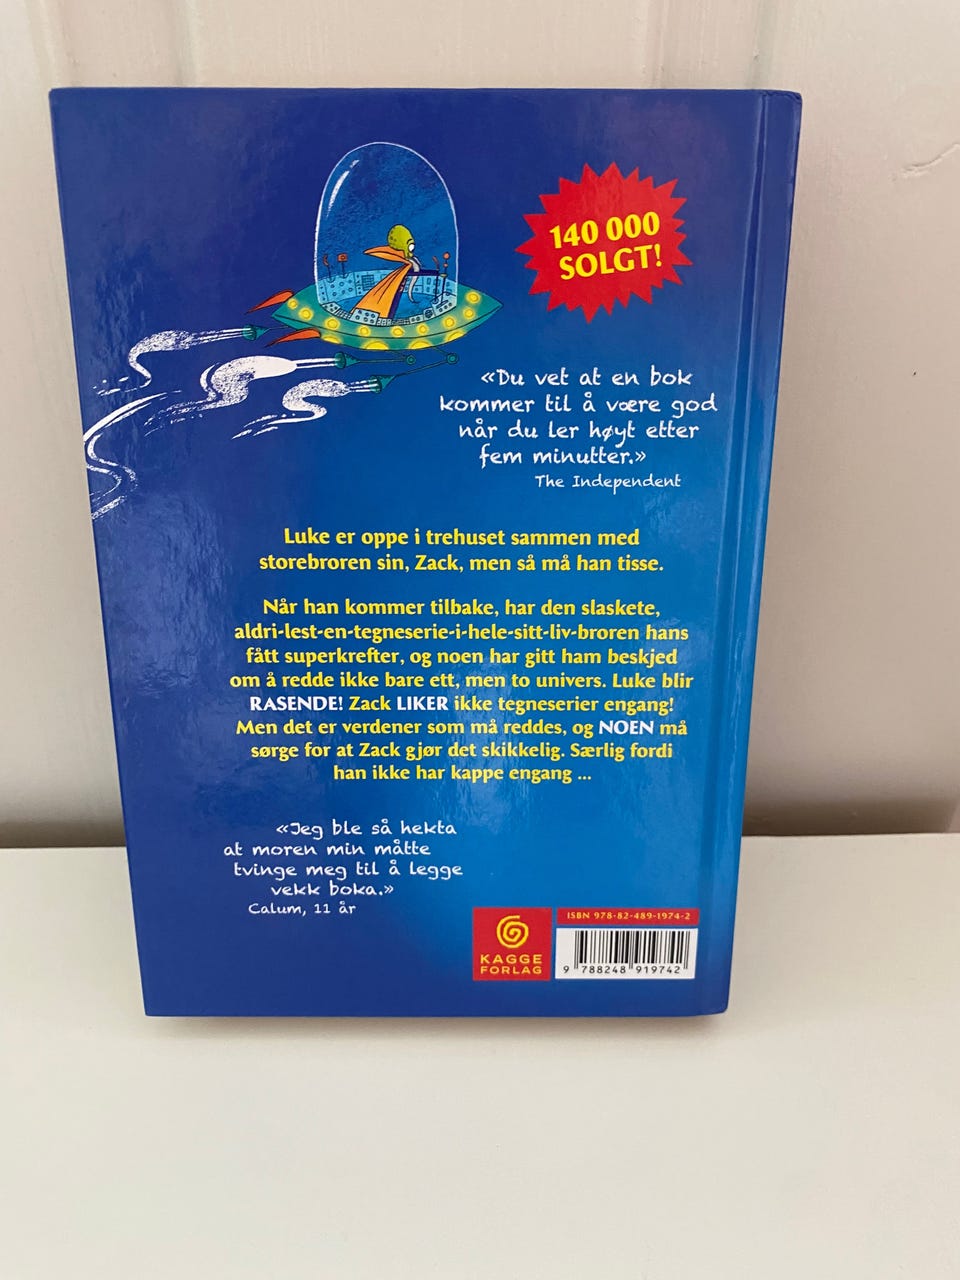 140 000
SOLGT!
«Du vet at en bok
kommer til å være god
når du ler høyt etter
fem minutter.»
The Independent
Luke er oppe i trehuset sammen med
storebroren sin, Zack, men så må han tisse.
Når han kommer tilbake, har den slaskete,
aldri-lest-en-tegneserie-i-hele-sitt-liv-broren hans
fått superkrefter, og noen har gitt ham beskjed
om å redde ikke bare ett, men to univers. Luke blir
RASENDE! Zack LIKER ikke tegneserier engang!
Men det er verdener som må reddes, og NOEN må
sørge for at Zack gjør det skikkelig. Særlig fordi
han ikke har kappe engang ...
«Jeg ble så hekta
at moren min måtte
tvinge meg til å legge
vekk boka.»
Calum, 11 år
KAGGE
FORLAG
ISBN 978-82-489-1974-2
9 788248 919742